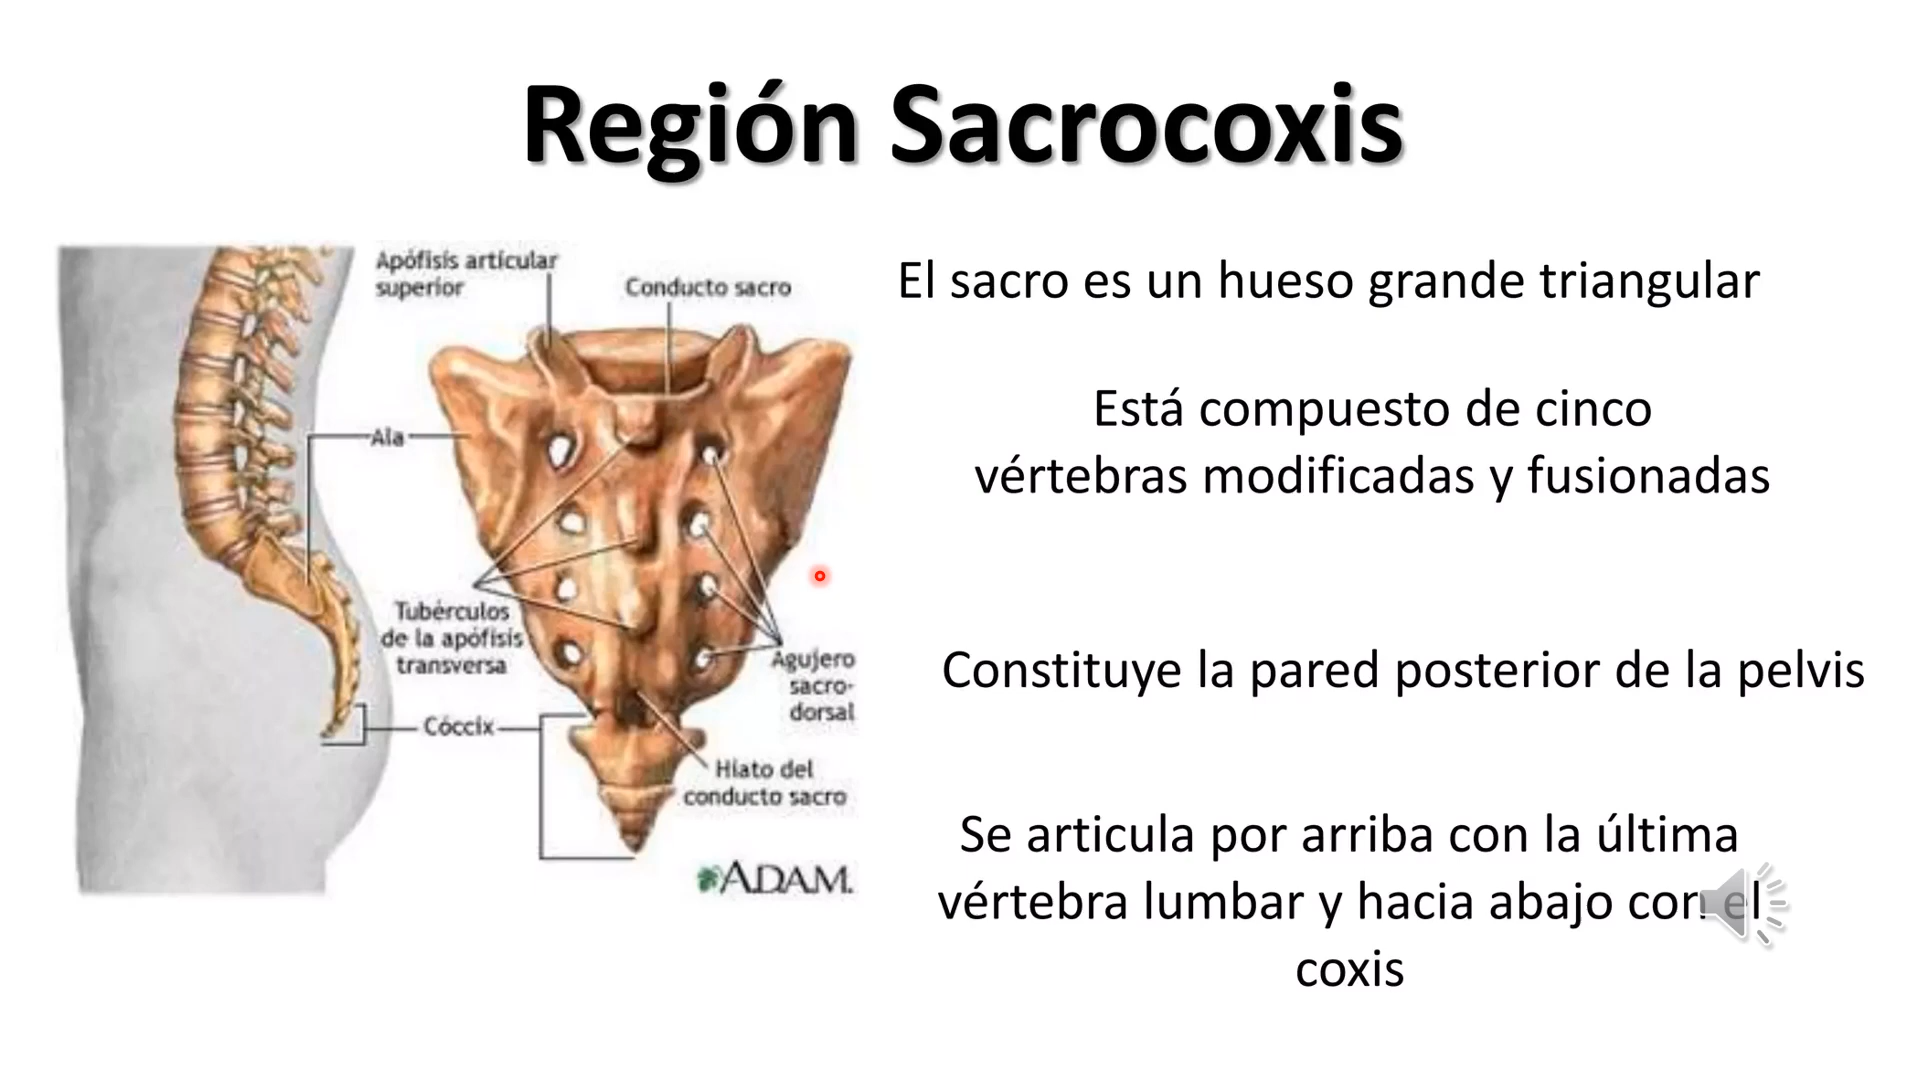 Región Sacrocoxis
Apófisis articular
superior
Conducto sacro
Ala
Tubérculos
de la apófisis
transversa
Agujero
sacro-
dorsal
Cóccix
Hiato del
conducto sacro
ADAM.
El sacro es un hueso grande triangular
Está compuesto de cinco
vértebras modificadas y fusionadas
Constituye la pared posterior de la pelvis
Se articula por arriba con la última
vértebra lumbar y hacia abajo con el
coxis